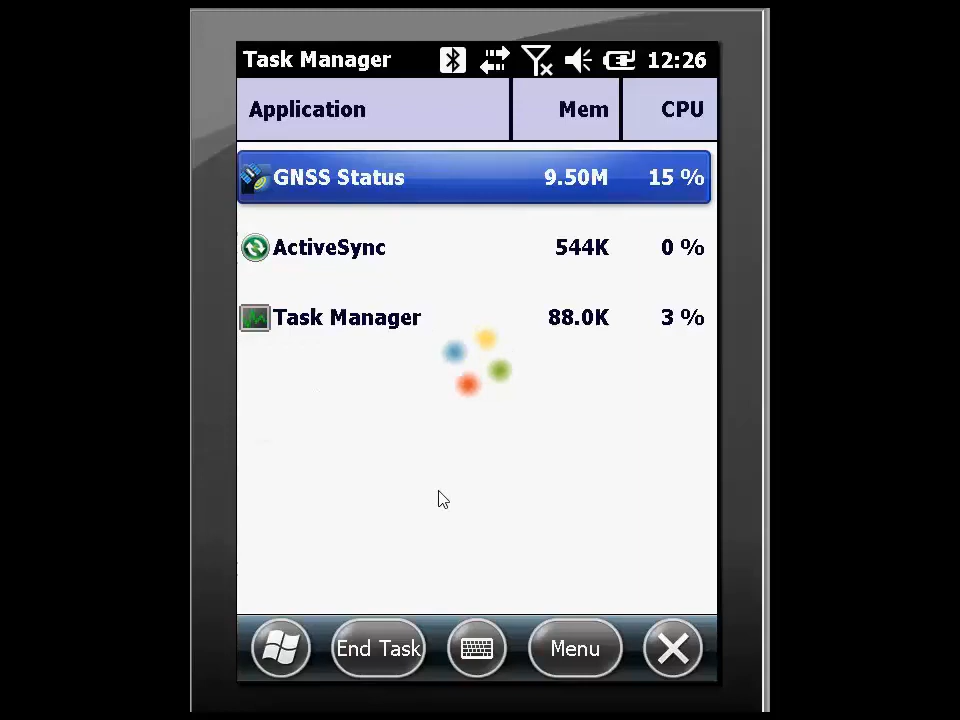 Task Manager 12:26
Application Mem CPU
GNSS Status 9.50M 15 %
ActiveSync 544K 0 %
Task Manager 88.0K 3 %
End Task Menu